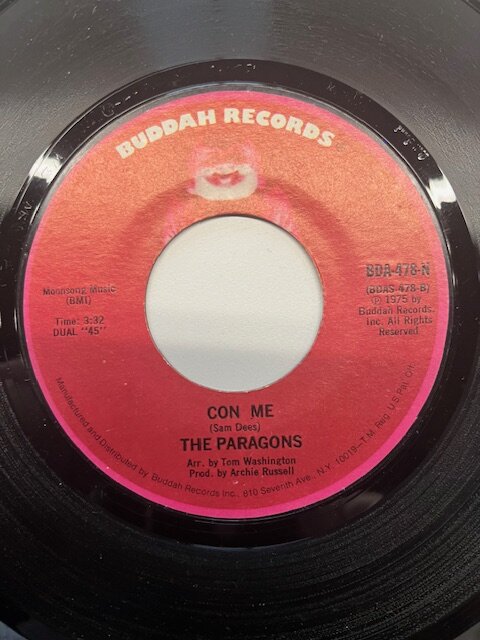 BUDDAH RECORDS
Moonsong Music
(BMI)
Time: 3:32
DUAL "45"
BDA-478-N
(BDAS-478-B)
℗ 1975 by
Buddah Records,
Inc. All Rights
Reserved
CON ME
(Sam Dees)
THE PARAGONS
Arr. by Tom Washington
Prod. by Archie Russell
Manufactured and Distributed by Buddah Records Inc., 810 Seventh Ave., N.Y. 10019—T.M. Reg. U.S. Pat. Off.